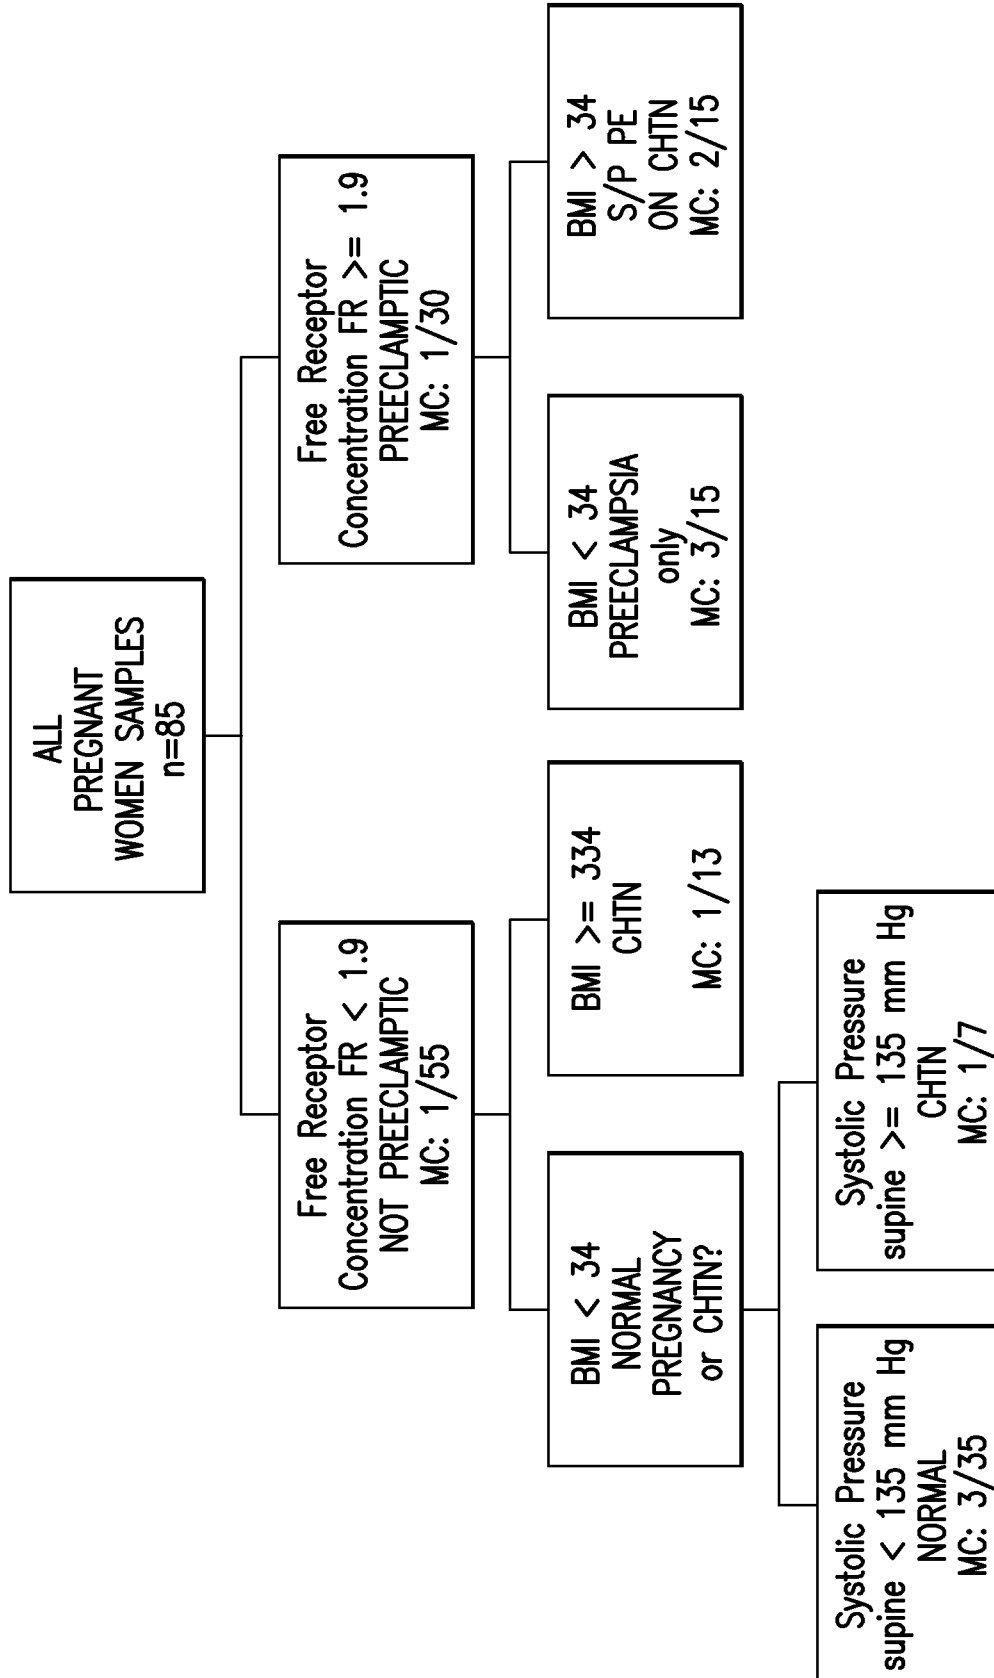 ALL
PREGNANT
WOMEN SAMPLES
n=85
Free Receptor
Concentration FR < 1.9
NOT PREECLAMPTIC
MC: 1/55
Free Receptor
Concentration FR >= 1.9
PREECLAMPTIC
MC: 1/30
BMI < 34
NORMAL
PREGNANCY
or CHTN?
BMI >= 334
CHTN
MC: 1/13
BMI < 34
PREECLAMPSIA
only
MC: 3/15
BMI > 34
S/P PE
ON CHTN
MC: 2/15
Systolic Pressure
supine < 135 mm Hg
NORMAL
MC: 3/35
Systolic Pressure
supine >= 135 mm Hg
CHTN
MC: 1/7